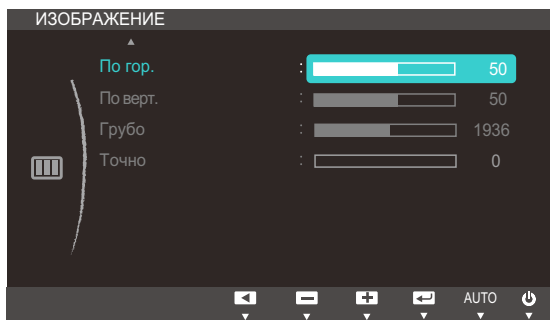 ИЗОБРАЖЕНИЕ
По гор. : 50
По верт. : 50
Грубо : 1936
Точно : 0
AUTO